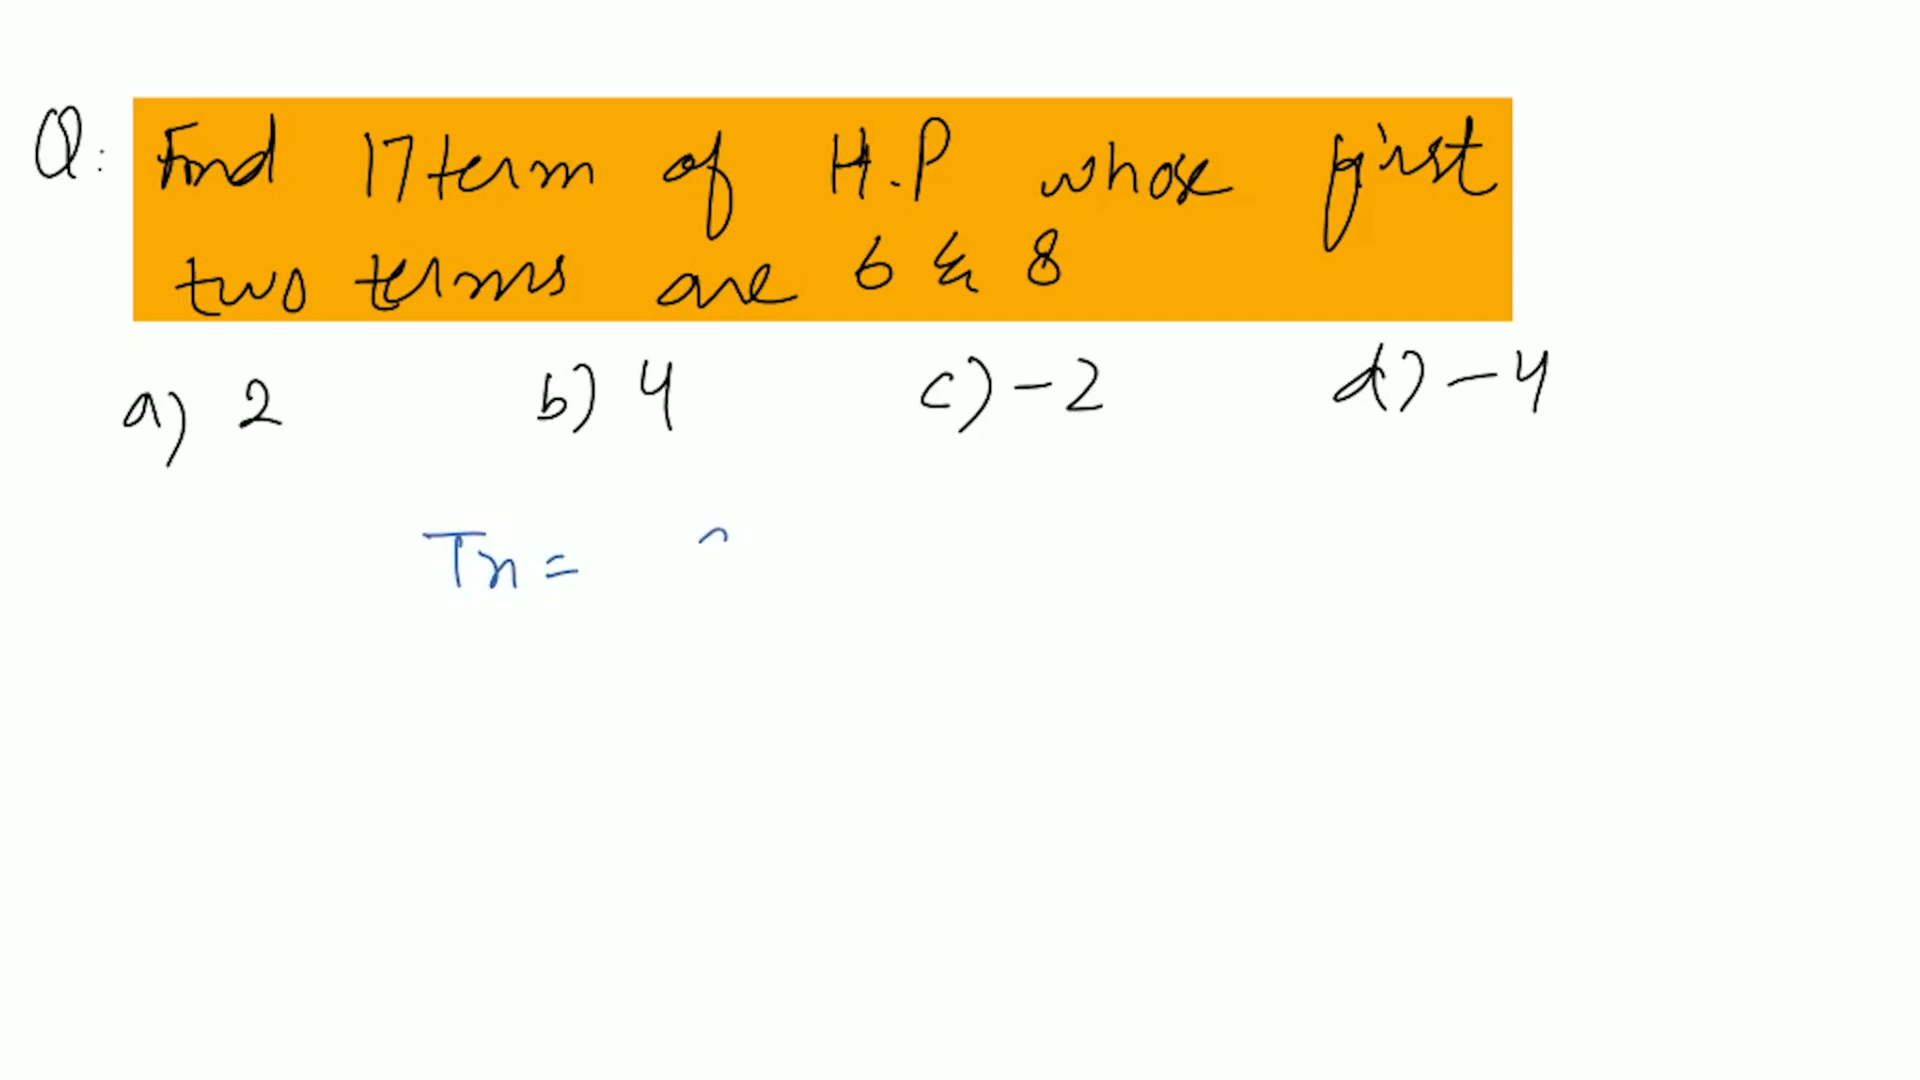 Q: Find 17 term of H.P whose first
two terms are 6 & 8
a) 2 b) 4 c) -2 d) -4
Tn =